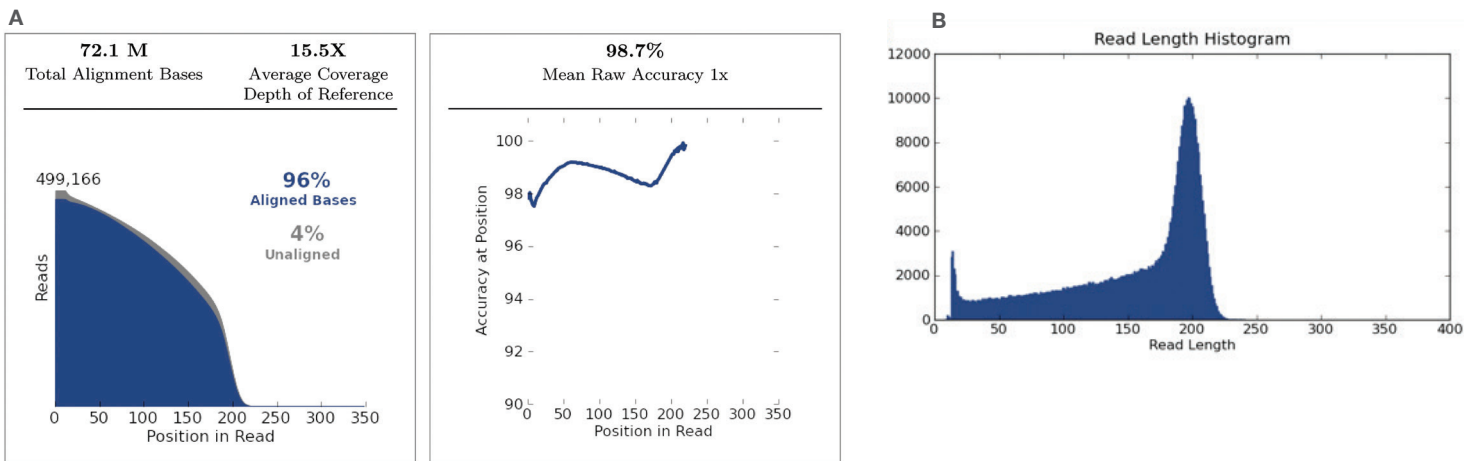 A
72.1 M
Total Alignment Bases
15.5X
Average Coverage
Depth of Reference
499,166
96%
Aligned Bases
4%
Unaligned
Reads
0 50 100 150 200 250 300 350
Position in Read
98.7%
Mean Raw Accuracy 1x
100
98
96
94
92
90
Accuracy at Position
0 50 100 150 200 250 300 350
Position in Read
B
Read Length Histogram
12000
10000
8000
6000
4000
2000
0
0 50 100 150 200 250 300 350 400
Read Length